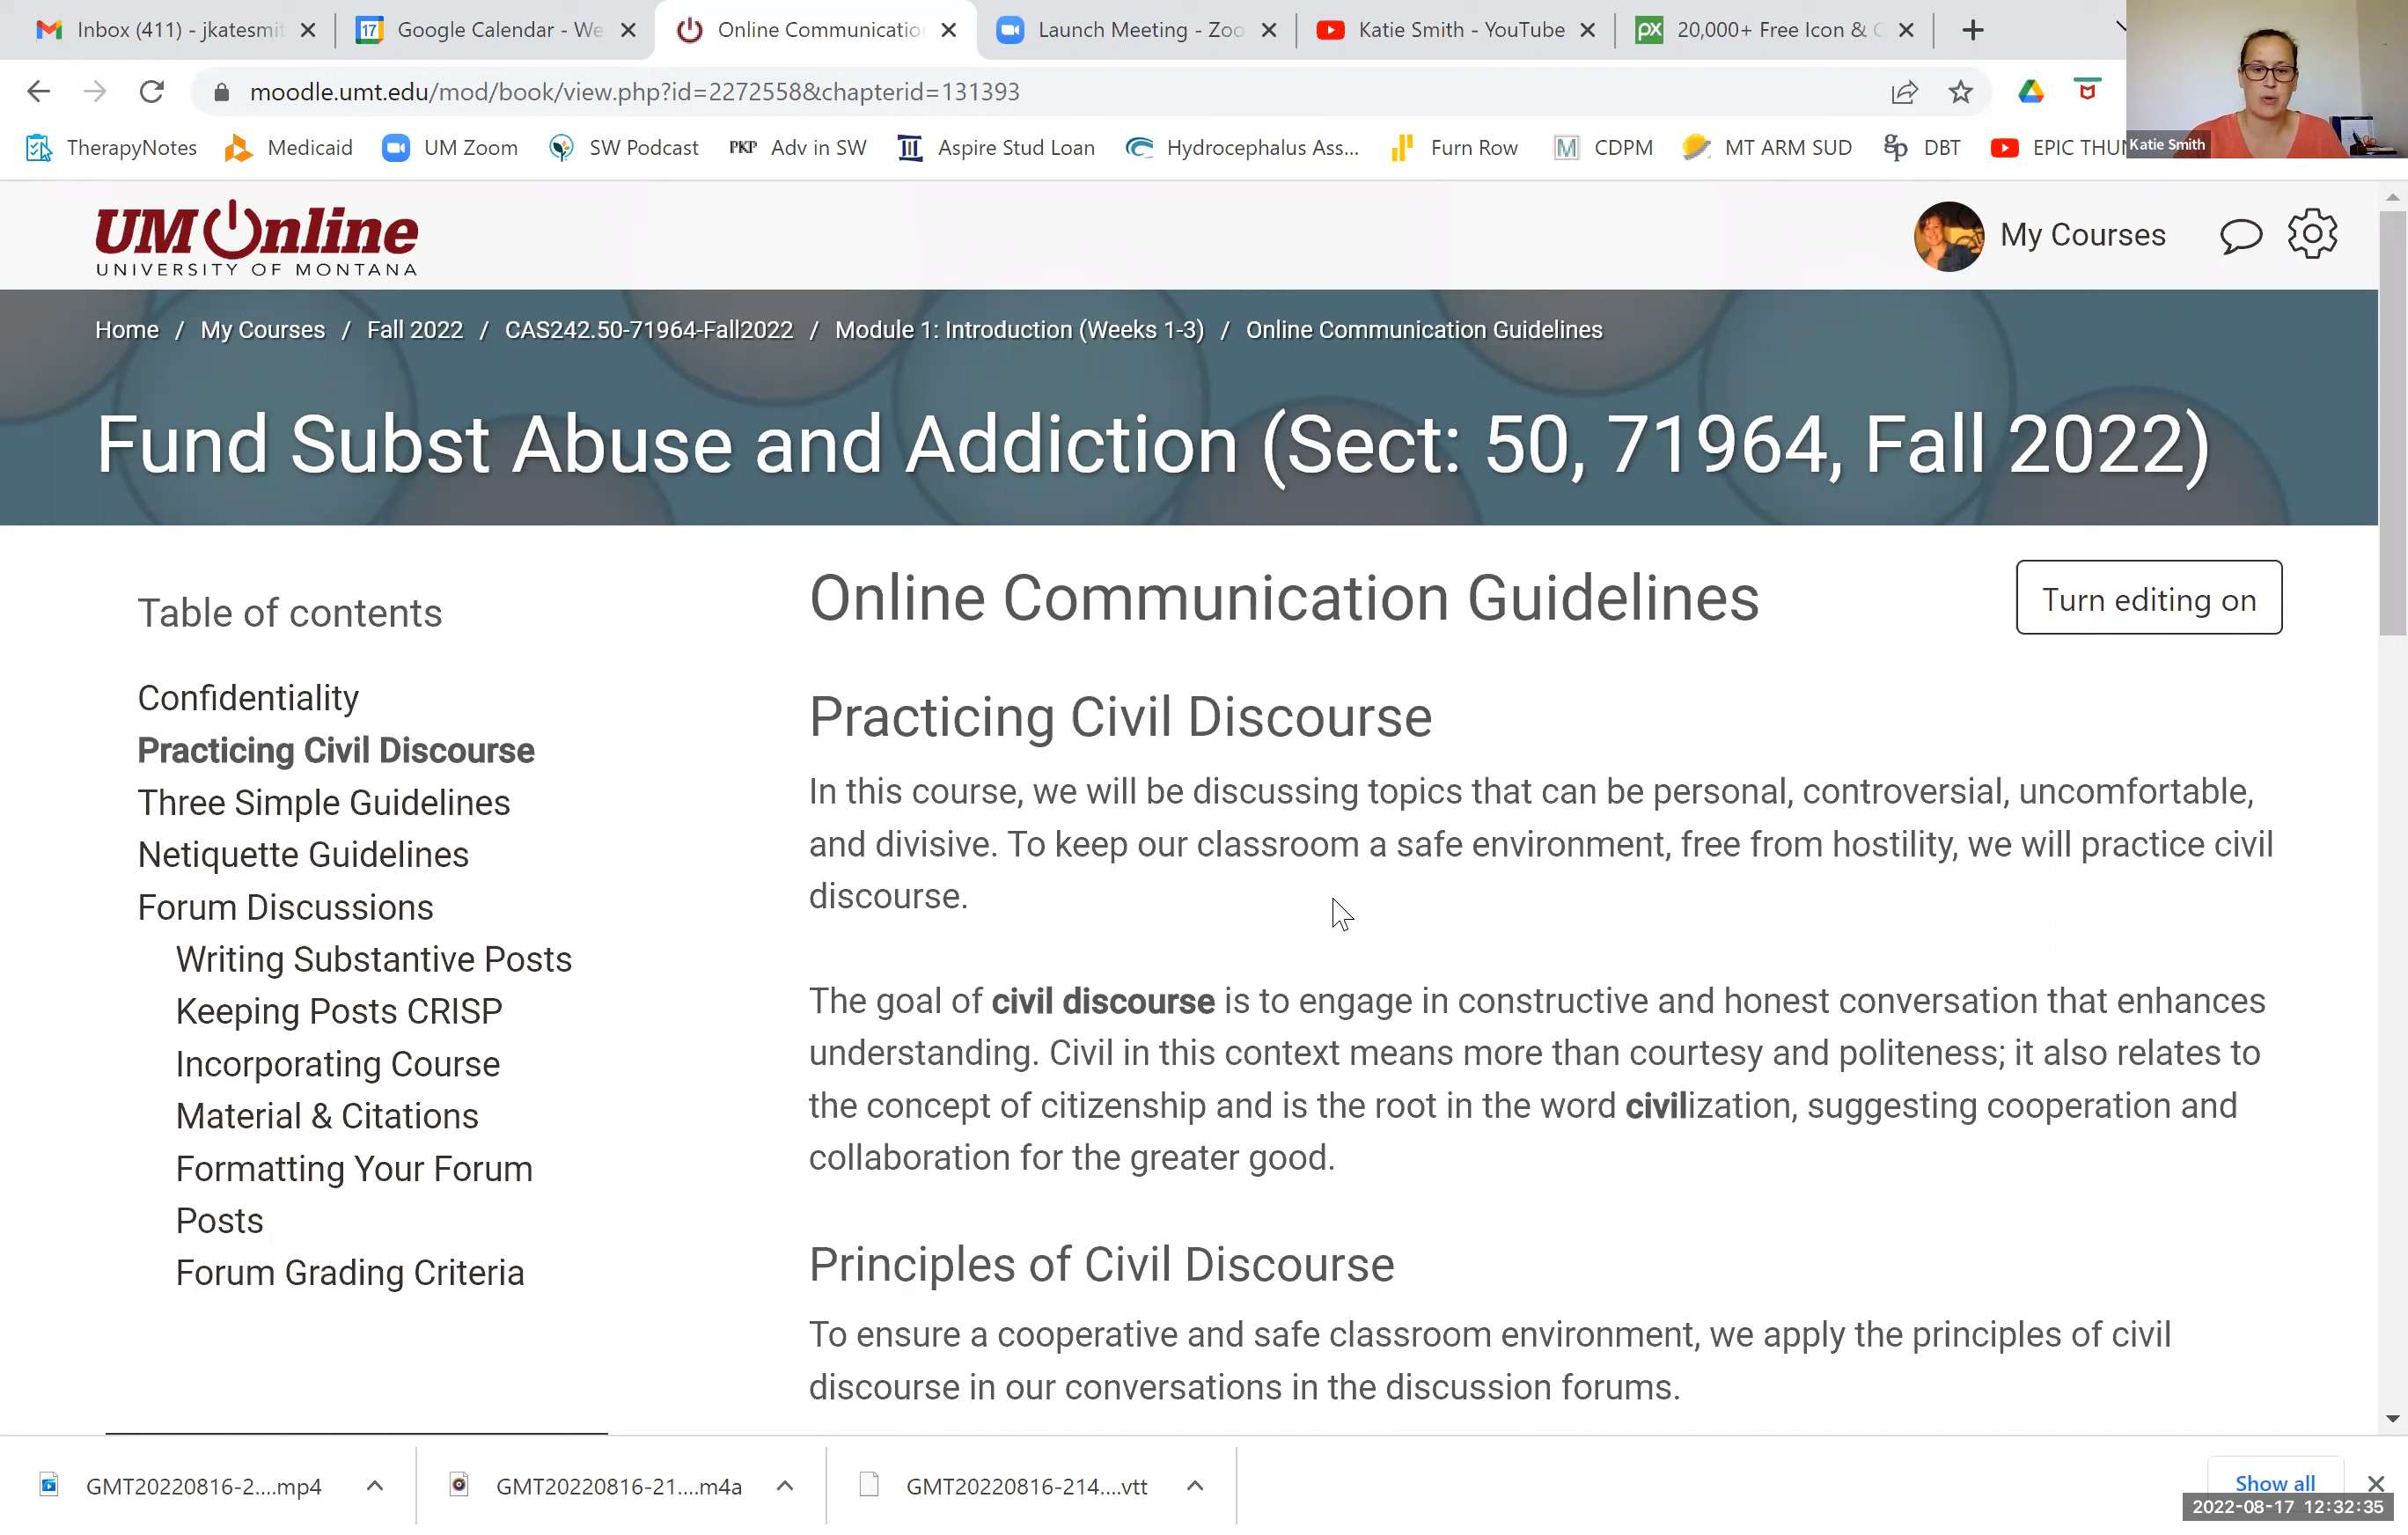 Inbox (411) - jkatesmit
Google Calendar - We
Online Communicatio
Launch Meeting - Zoo
Katie Smith - YouTube
20,000+ Free Icon & C
moodle.umt.edu/mod/book/view.php?id=2272558&chapterid=131393
TherapyNotes
Medicaid
UM Zoom
SW Podcast
PKP Adv in SW
Aspire Stud Loan
Hydrocephalus Ass...
Furn Row
M CDPM
MT ARM SUD
gp DBT
EPIC THU
Katie Smith
UM Online
UNIVERSITY OF MONTANA
My Courses
Home / My Courses / Fall 2022 / CAS242.50-71964-Fall2022 / Module 1: Introduction (Weeks 1-3) / Online Communication Guidelines
Fund Subst Abuse and Addiction (Sect: 50, 71964, Fall 2022)
Table of contents
Confidentiality
Practicing Civil Discourse
Three Simple Guidelines
Netiquette Guidelines
Forum Discussions
Writing Substantive Posts
Keeping Posts CRISP
Incorporating Course
Material & Citations
Formatting Your Forum
Posts
Forum Grading Criteria
Online Communication Guidelines
Turn editing on
Practicing Civil Discourse
In this course, we will be discussing topics that can be personal, controversial, uncomfortable,
and divisive. To keep our classroom a safe environment, free from hostility, we will practice civil
discourse.
The goal of civil discourse is to engage in constructive and honest conversation that enhances
understanding. Civil in this context means more than courtesy and politeness; it also relates to
the concept of citizenship and is the root in the word civilization, suggesting cooperation and
collaboration for the greater good.
Principles of Civil Discourse
To ensure a cooperative and safe classroom environment, we apply the principles of civil
discourse in our conversations in the discussion forums.
GMT20220816-2....mp4
GMT20220816-21....m4a
GMT20220816-214....vtt
Show all
2022-08-17 12:32:35